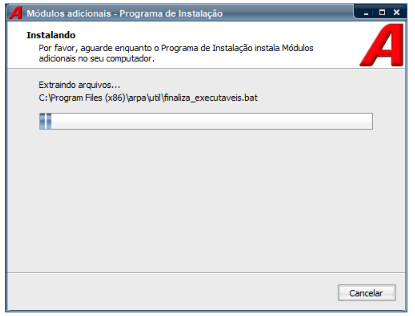 Módulos adicionais - Programa de Instalação
Instalando
Por favor, aguarde enquanto o Programa de Instalação instala Módulos
adicionais no seu computador.
Extraindo arquivos...
C:\Program Files (x86)\arpa\util\finaliza_executaveis.bat
Cancelar